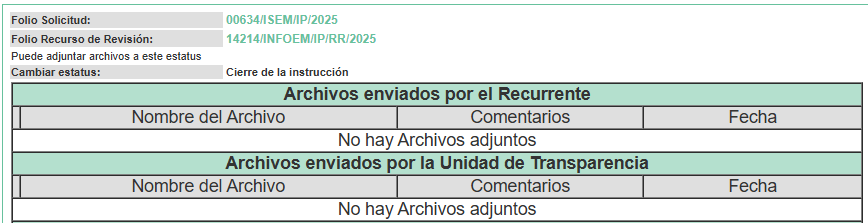 Folio Solicitud: 00634/ISEM/IP/2025
Folio Recurso de Revisión: 14214/INFOEM/IP/RR/2025
Puede adjuntar archivos a este estatus
Cambiar estatus: Cierre de la instrucción
Archivos enviados por el Recurrente
Nombre del Archivo Comentarios Fecha
No hay Archivos adjuntos
Archivos enviados por la Unidad de Transparencia
Nombre del Archivo Comentarios Fecha
No hay Archivos adjuntos